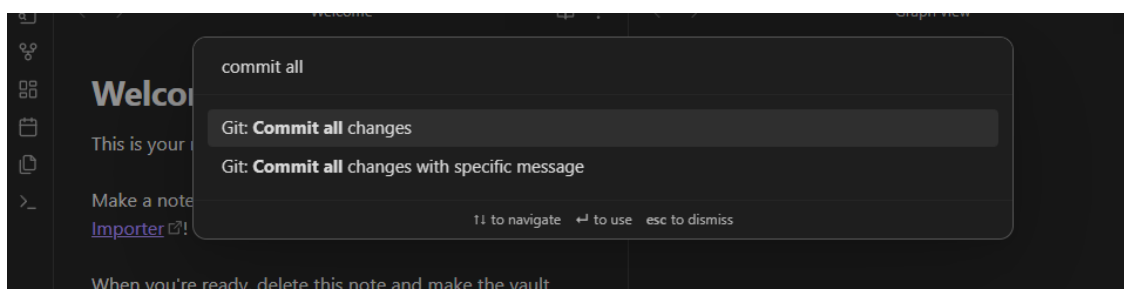 Welcome
Graph view
commit all
Welco
Git: Commit all changes
This is your
Git: Commit all changes with specific message
Make a note
↑↓ to navigate ↵ to use esc to dismiss
Importer !
When you're ready, delete this note and make the vault